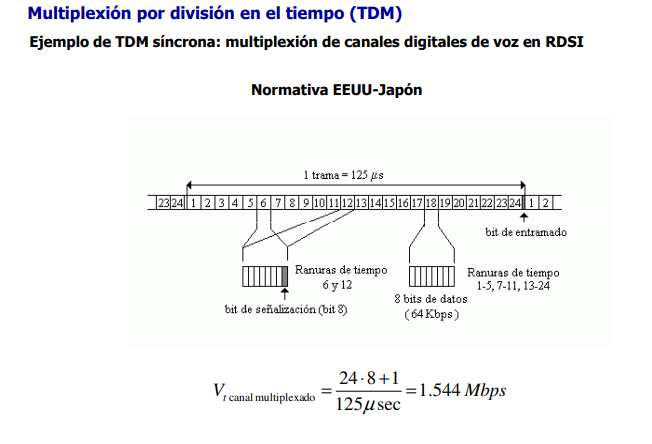 Multiplexión por división en el tiempo (TDM)
Ejemplo de TDM síncrona: multiplexión de canales digitales de voz en RDSI
Normativa EEUU-Japón
1 trama = 125 μs
23 24 1 2 3 4 5 6 7 8 9 10 11 12 13 14 15 16 17 18 19 20 21 22 23 24 1 2
bit de entramado
Ranuras de tiempo
6 y 12
bit de señalización (bit 8)
8 bits de datos
(64 Kbps)
Ranuras de tiempo
1-5, 7-11, 13-24
V_{t canal multiplexado} = \frac{24 · 8 + 1}{125 μ sec} = 1.544 Mbps